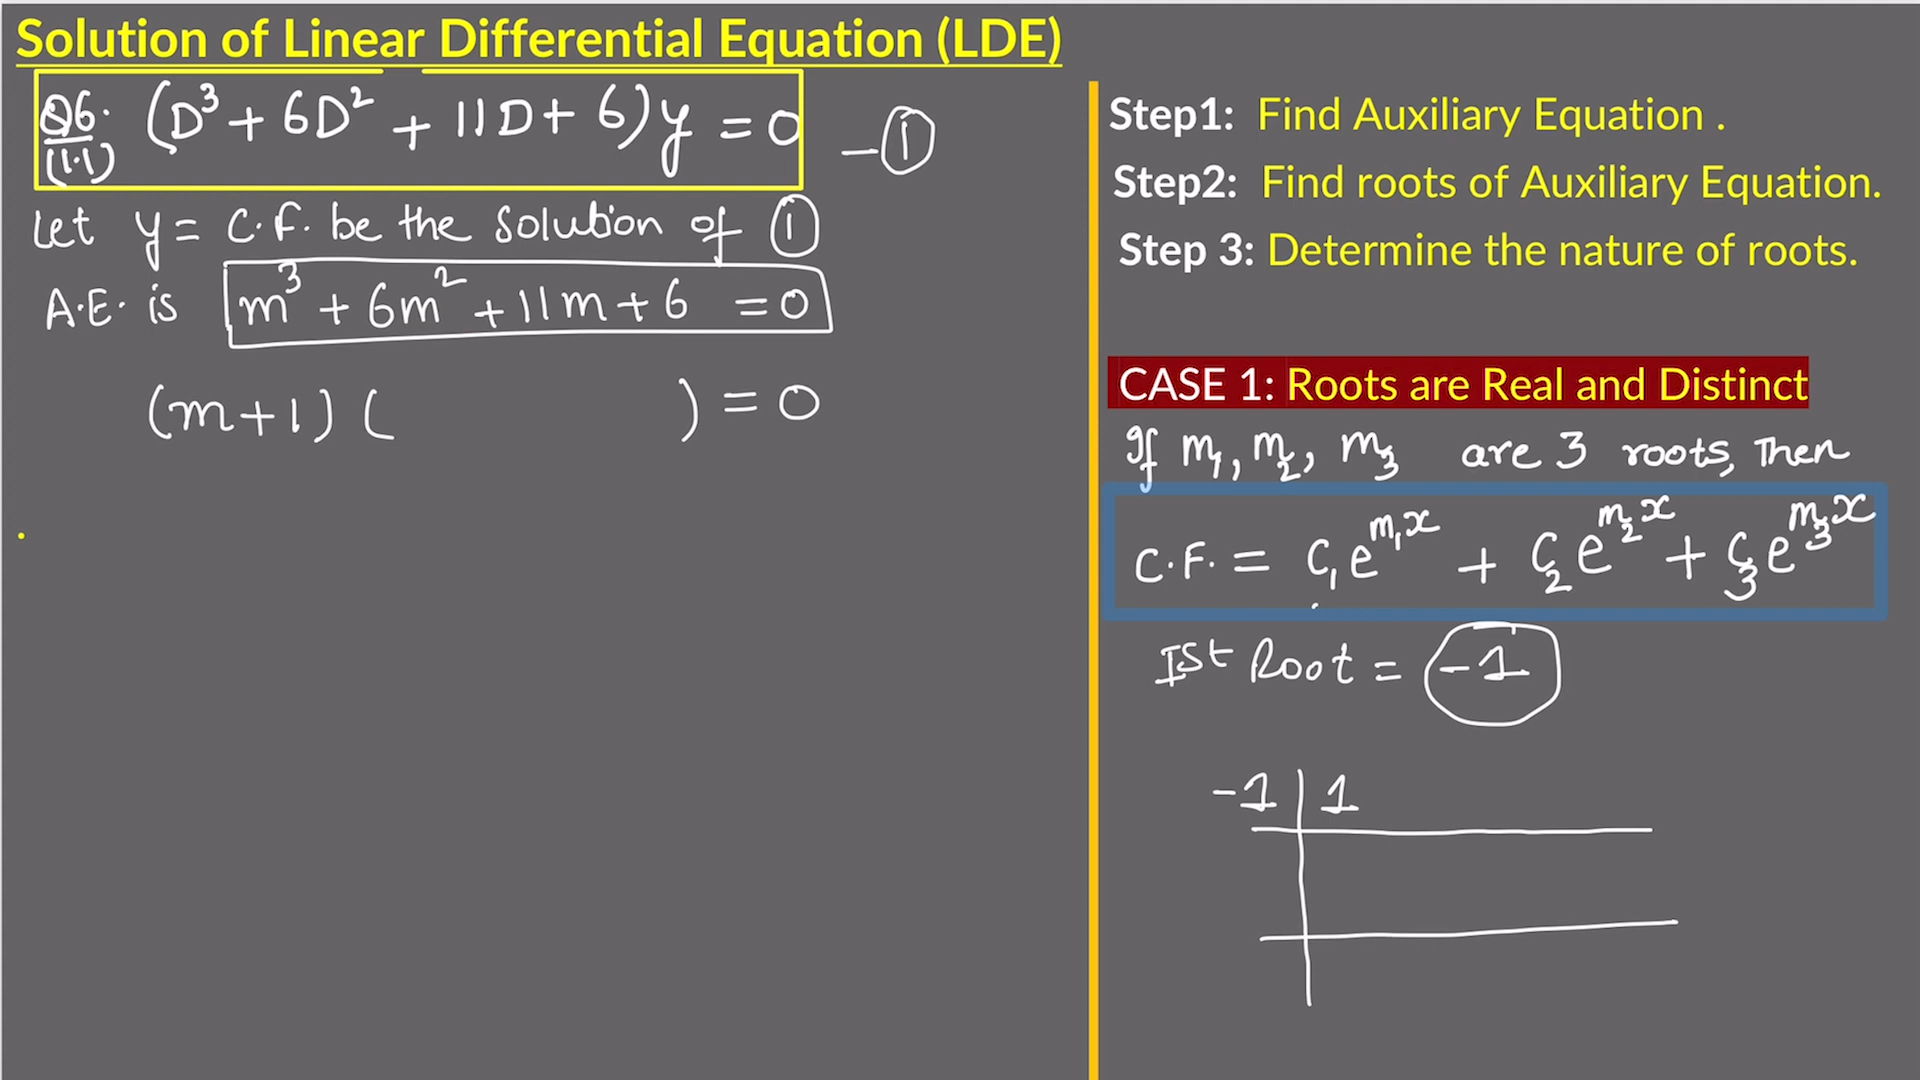 Solution of Linear Differential Equation (LDE)
Q6. (D³ + 6D² + 11D + 6)y = 0 – ①
(1.1)
Let y = C.F. be the solution of ①
A.E. is m³ + 6m² + 11m + 6 = 0
(m+1) ( ) = 0
Step1: Find Auxiliary Equation .
Step2: Find roots of Auxiliary Equation.
Step 3: Determine the nature of roots.
CASE 1: Roots are Real and Distinct
If m₁, m₂, m₃ are 3 roots, Then
C.F. = C₁e^m₁x + C₂e^m₂x + C₃e^m₃x
Ist Root = -1
-1 | 1